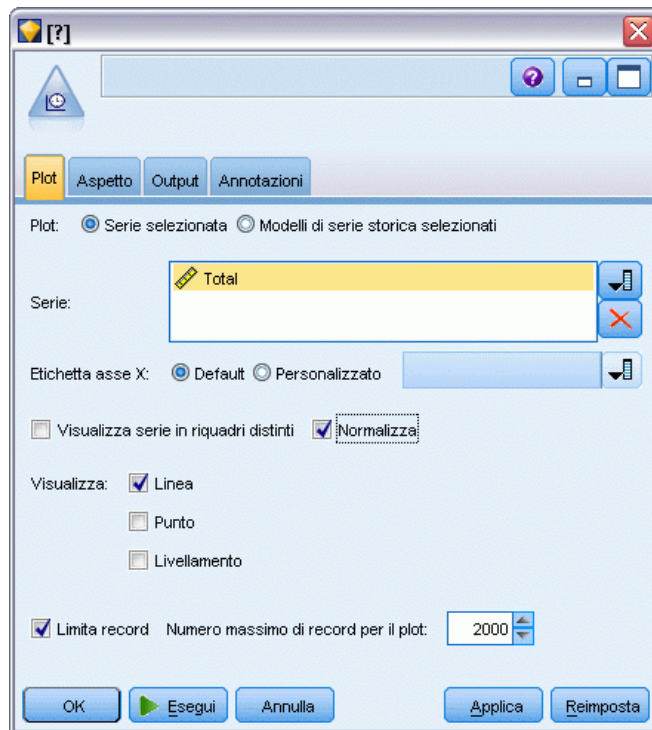 [?]
Plot Aspetto Output Annotazioni
Plot: Serie selezionata Modelli di serie storica selezionati
Serie: Total
Etichetta asse X: Default Personalizzato
Visualizza serie in riquadri distinti Normalizza
Visualizza: Linea
Punto
Livellamento
Limita record Numero massimo di record per il plot: 2000
OK Esegui Annulla Applica Reimposta